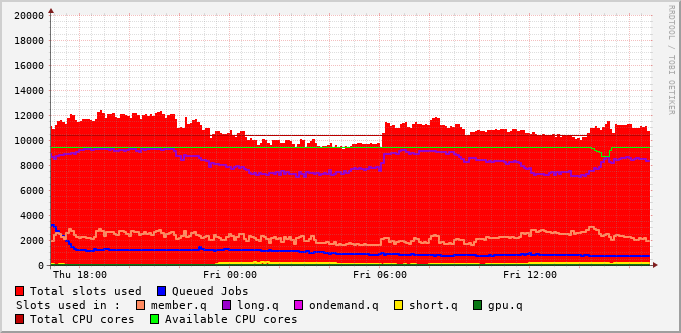 20000
18000
16000
14000
12000
10000
8000
6000
4000
2000
0
Thu 18:00 Fri 00:00 Fri 06:00 Fri 12:00
RRDTOOL / TOBI OETIKER
Total slots used Queued Jobs
Slots used in : member.q long.q ondemand.q short.q gpu.q
Total CPU cores Available CPU cores